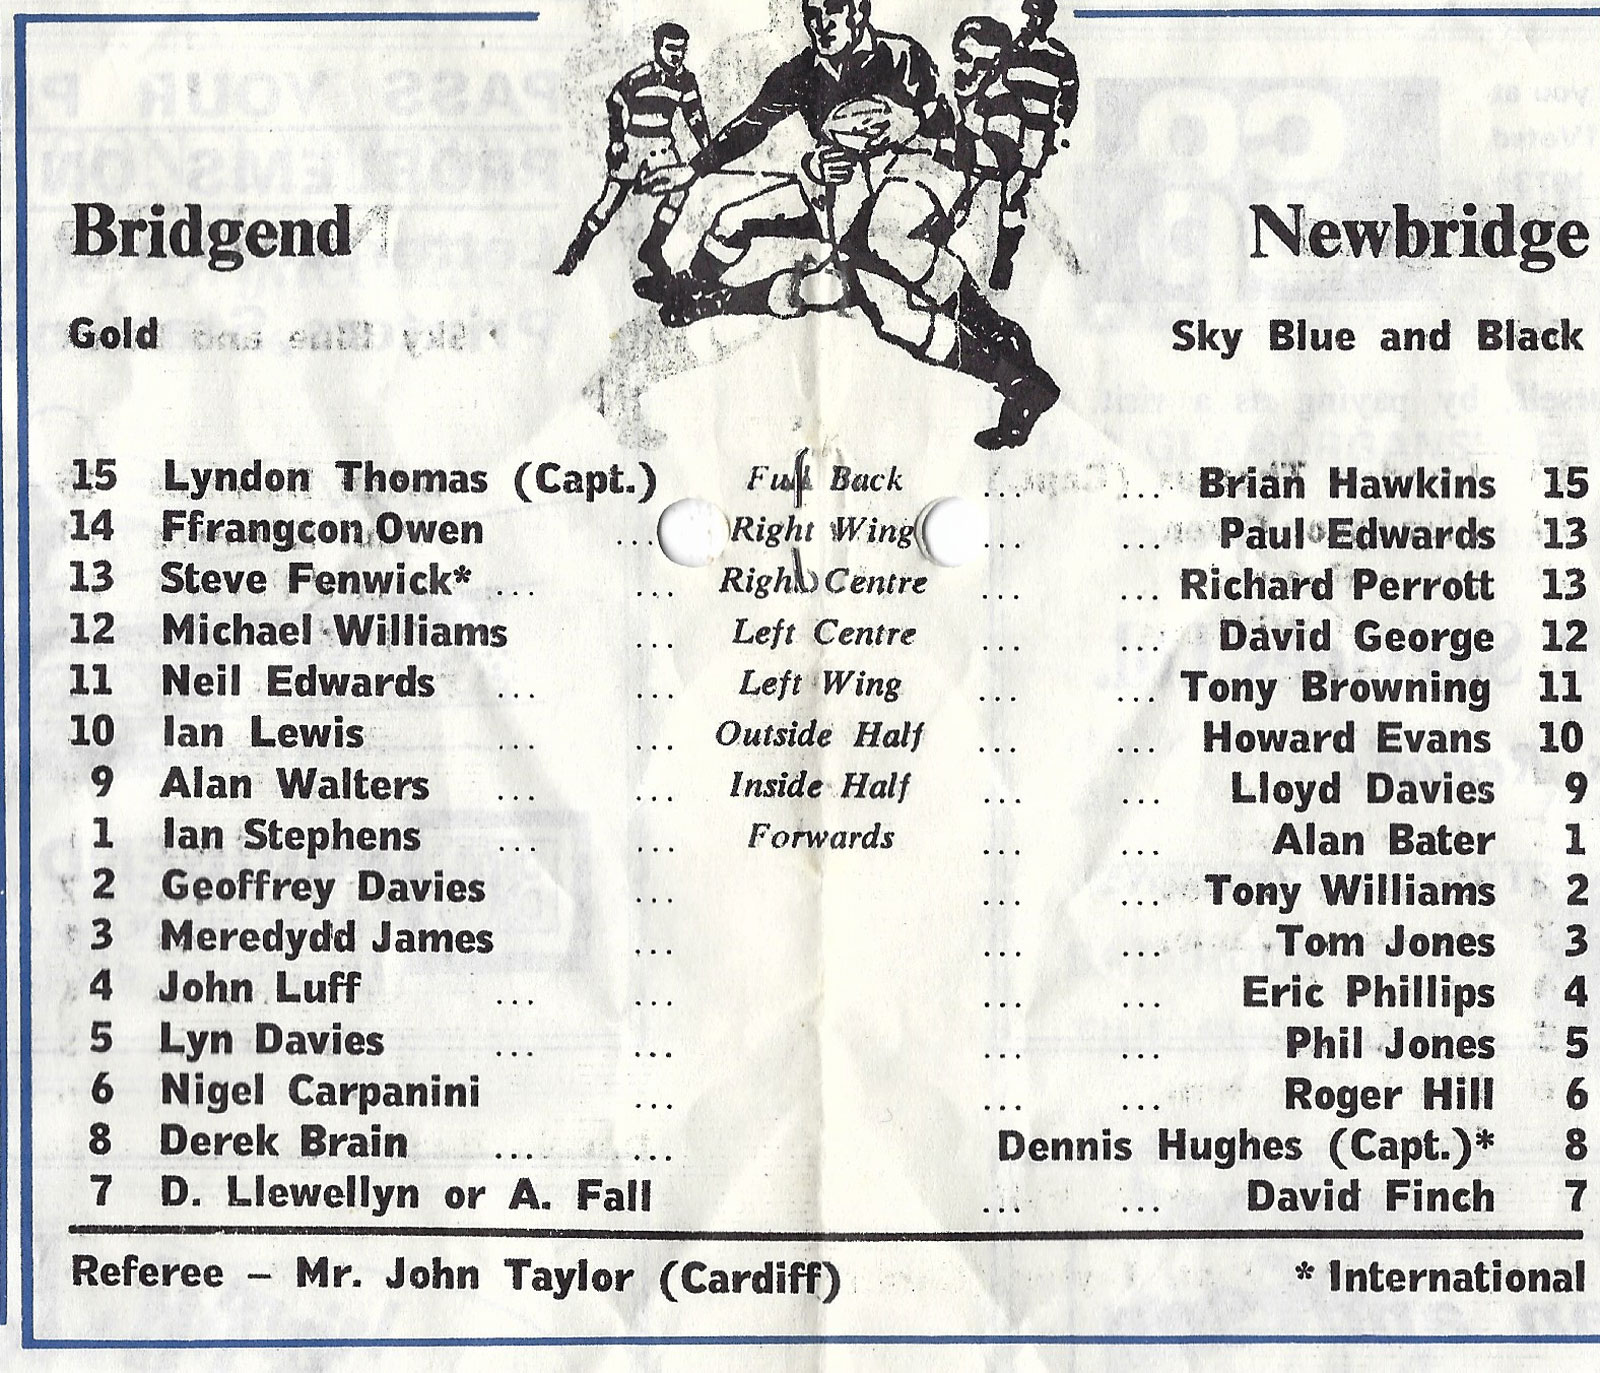 Bridgend Newbridge
Gold Sky Blue and Black
15 Lyndon Thomas (Capt.) Full Back ... ... Brian Hawkins 15
14 Ffrangcon Owen ... Right Wing ... ... Paul Edwards 13
13 Steve Fenwick* ... ... Right Centre ... ... Richard Perrott 13
12 Michael Williams ... Left Centre ... ... David George 12
11 Neil Edwards ... ... Left Wing ... ... Tony Browning 11
10 Ian Lewis ... ... Outside Half ... ... Howard Evans 10
9 Alan Walters ... ... Inside Half ... ... Lloyd Davies 9
1 Ian Stephens ... ... Forwards ... ... Alan Bater 1
2 Geoffrey Davies ... ... ... Tony Williams 2
3 Meredydd James ... ... ... Tom Jones 3
4 John Luff ... ... ... ... Eric Phillips 4
5 Lyn Davies ... ... ... ... Phil Jones 5
6 Nigel Carpanini ... ... ... Roger Hill 6
8 Derek Brain ... ... Dennis Hughes (Capt.)* 8
7 D. Llewellyn or A. Fall ... ... David Finch 7
Referee – Mr. John Taylor (Cardiff) * International